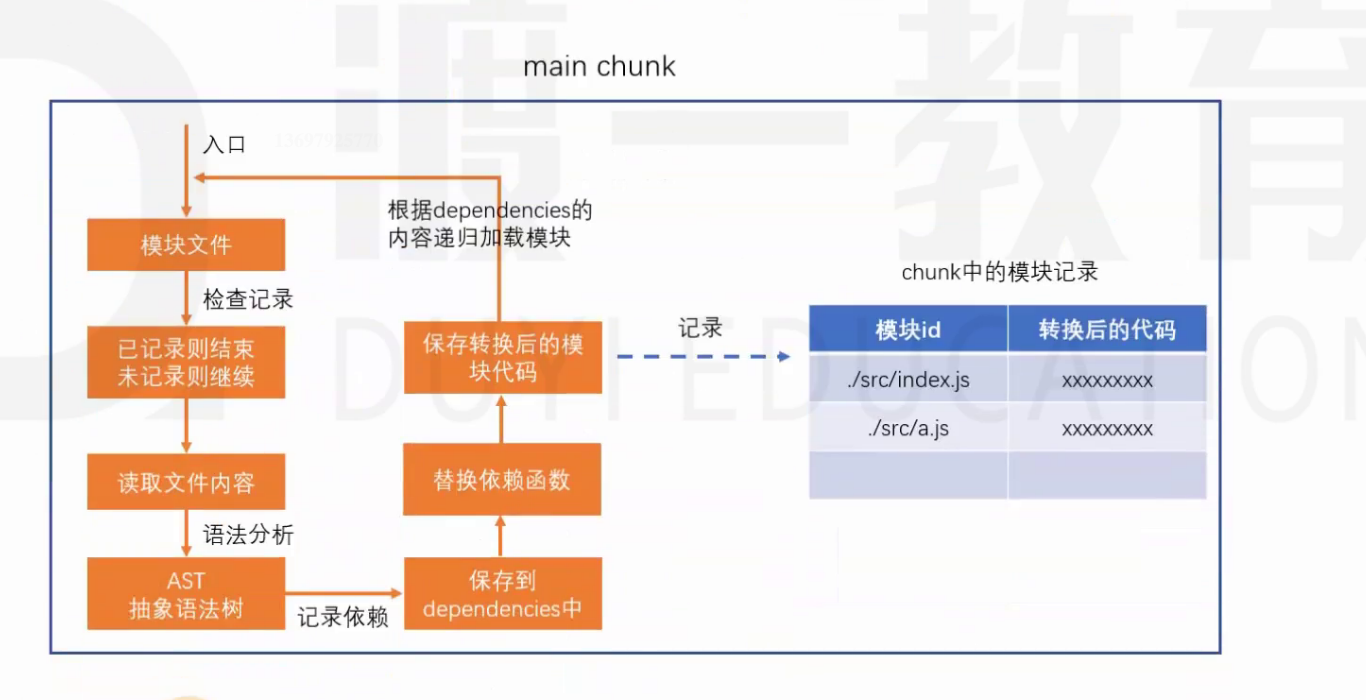 main chunk
入口
根据dependencies的
内容递归加载模块
模块文件
检查记录
已记录则结束
未记录则继续
读取文件内容
语法分析
AST
抽象语法树
记录依赖
保存到
dependencies中
替换依赖函数
保存转换后的模
块代码
记录
chunk中的模块记录
模块id 转换后的代码
./src/index.js xxxxxxxxx
./src/a.js xxxxxxxxx
渡一教育
DUYI EDUCATION